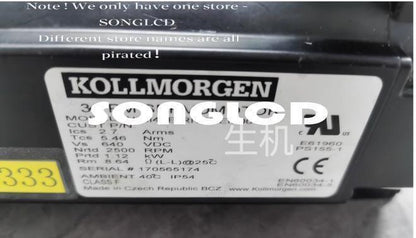 Note ! We only have one store -
SONGLCD
Different store names are all
pirated !
KOLLMORGEN
SONGLCD
生机
CUST P/N
Ics 2.7 Arms
Tcs 5.46 Nm
Vs 640 VDC
Nrtd 2500 RPM
Prtd 1.12 kW
Rm 8.64 Ω (L-L)@25℃
SERIAL # 170565174
AMBIENT 40℃ IP54
CLASS F
Made in Czech Republic BCZ
www.Kollmorgen.com
E61960
PS155-1
EN60034-1
EN60034-5
333